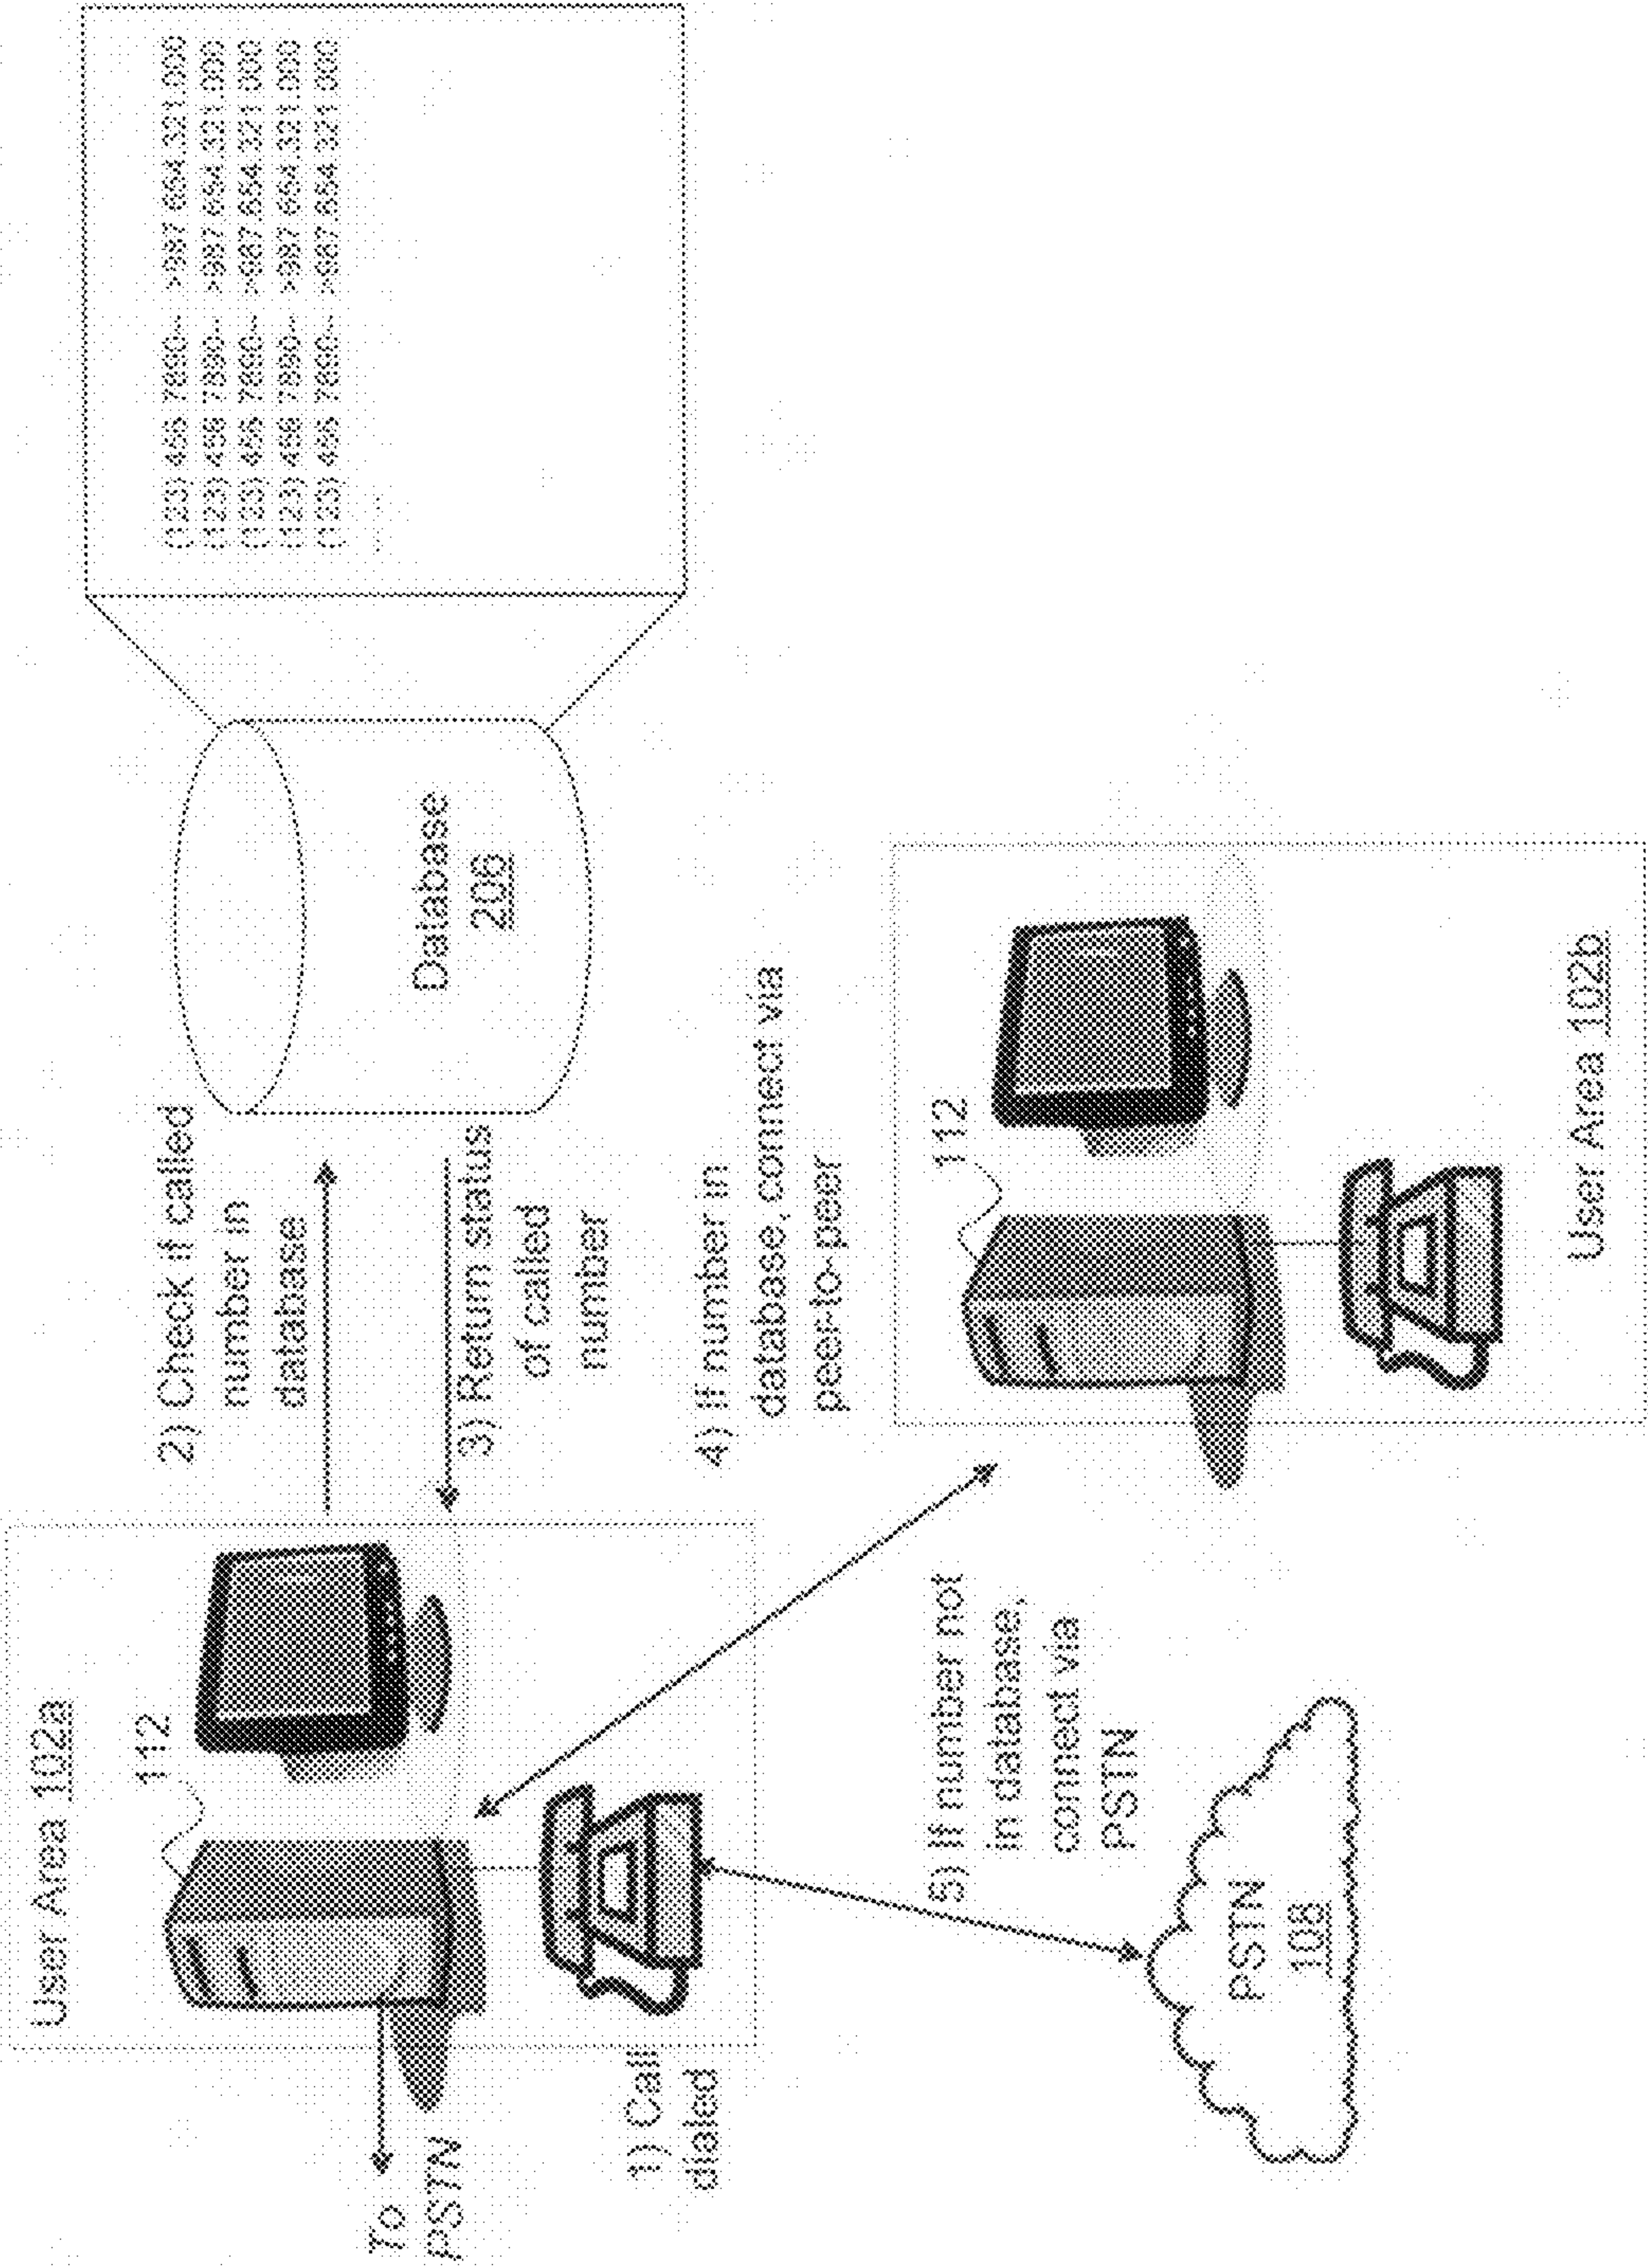 User Area 102a
112
To
PSTN
1) Call
dialed
2) Check if called
number in
database
3) Return status
of called
number
Database
206
(123) 456 7890-- >987 654 321 000
(123) 456 7890-- >987 654 321 000
(123) 456 7890-- >987 654 321 000
(123) 456 7890-- >987 654 321 000
(123) 456 7890-- >987 654 321 000
4) If number in
database, connect via
peer-to-peer
112
User Area 102b
5) If number not
in database,
connect via
PSTN
PSTN
108